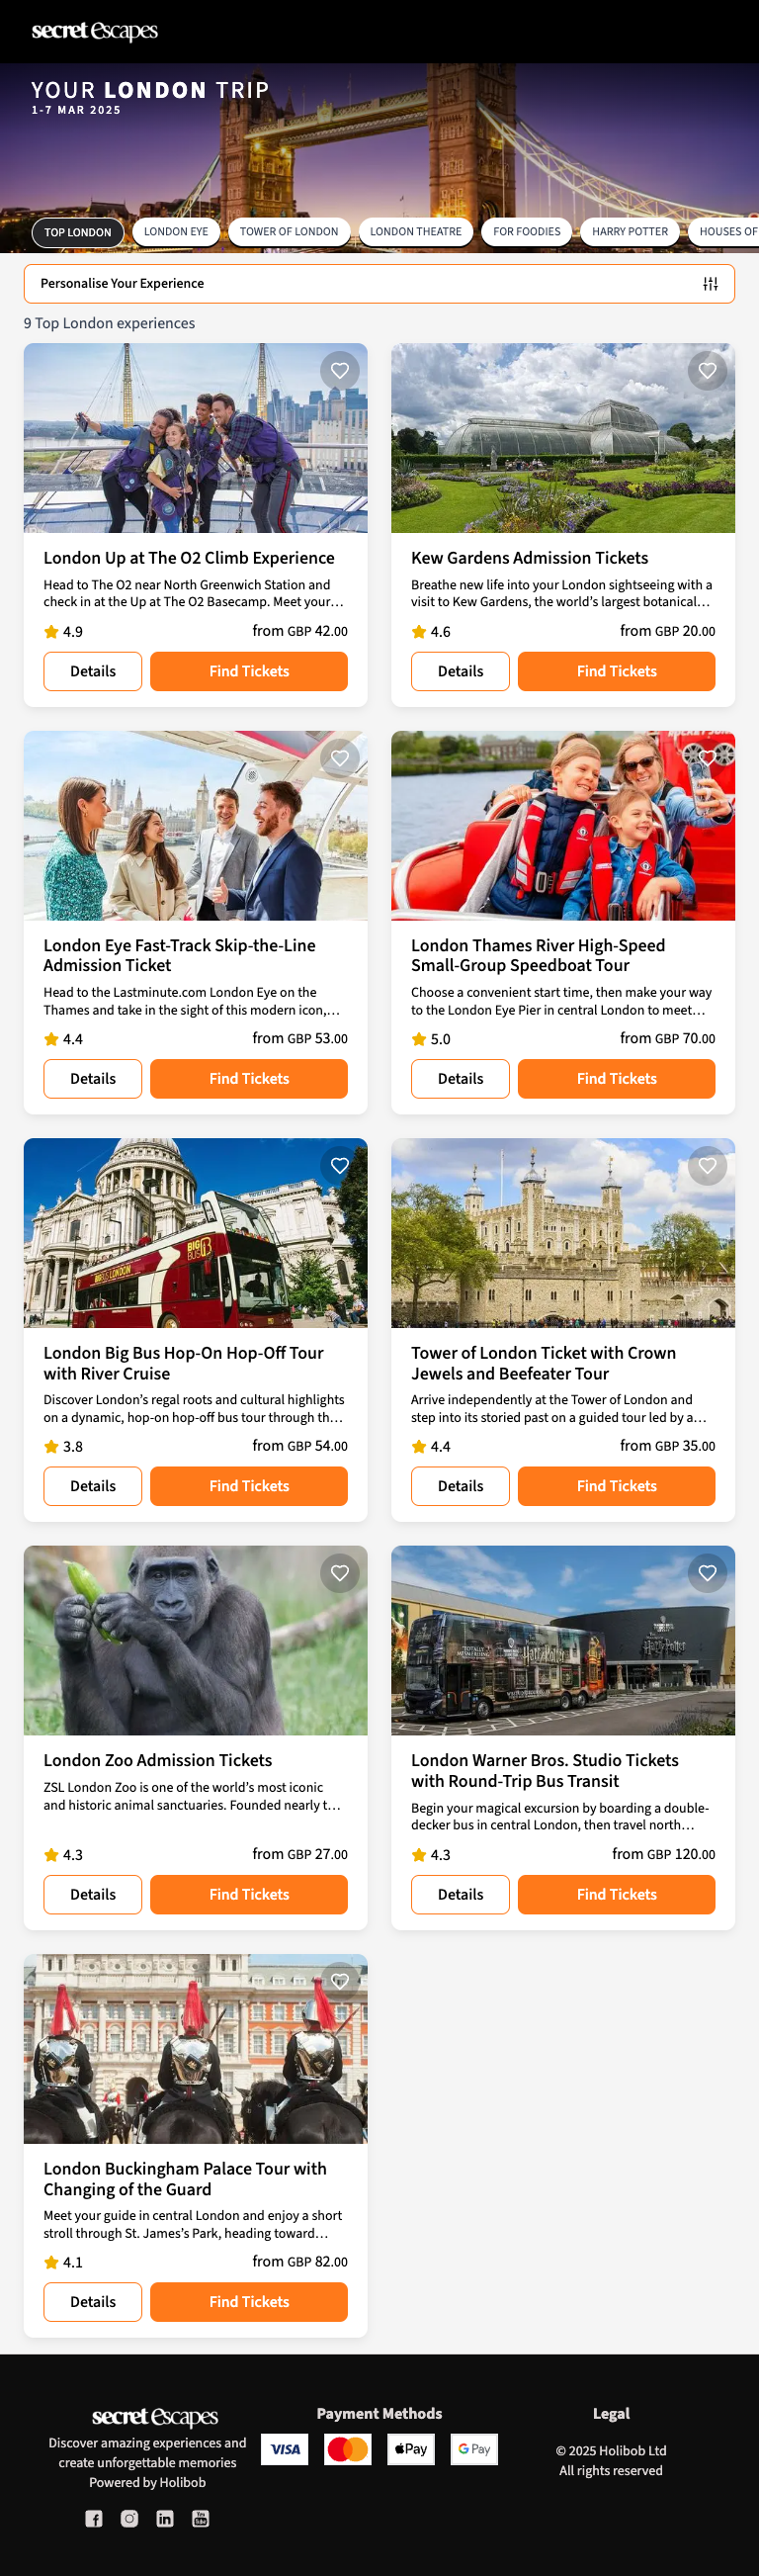 secret Escapes
YOUR LONDON TRIP
1-7 MAR 2025
TOP LONDON
LONDON EYE
TOWER OF LONDON
LONDON THEATRE
FOR FOODIES
HARRY POTTER
HOUSES OF
Personalise Your Experience
9 Top London experiences
London Up at The O2 Climb Experience
Head to The O2 near North Greenwich Station and
check in at the Up at The O2 Basecamp. Meet your…
4.9
from GBP 42.00
Details
Find Tickets
Kew Gardens Admission Tickets
Breathe new life into your London sightseeing with a
visit to Kew Gardens, the world’s largest botanical…
4.6
from GBP 20.00
Details
Find Tickets
London Eye Fast-Track Skip-the-Line
Admission Ticket
Head to the Lastminute.com London Eye on the
Thames and take in the sight of this modern icon,…
4.4
from GBP 53.00
Details
Find Tickets
London Thames River High-Speed
Small-Group Speedboat Tour
Choose a convenient start time, then make your way
to the London Eye Pier in central London to meet…
5.0
from GBP 70.00
Details
Find Tickets
BIG BUS LONDON
BIG
BUS
London Big Bus Hop-On Hop-Off Tour
with River Cruise
Discover London’s regal roots and cultural highlights
on a dynamic, hop-on hop-off bus tour through th…
3.8
from GBP 54.00
Details
Find Tickets
Tower of London Ticket with Crown
Jewels and Beefeater Tour
Arrive independently at the Tower of London and
step into its storied past on a guided tour led by a…
4.4
from GBP 35.00
Details
Find Tickets
London Zoo Admission Tickets
ZSL London Zoo is one of the world’s most iconic
and historic animal sanctuaries. Founded nearly t…
4.3
from GBP 27.00
Details
Find Tickets
Harry Potter
Harry Potter
London Warner Bros. Studio Tickets
with Round-Trip Bus Transit
Begin your magical excursion by boarding a double-
decker bus in central London, then travel north…
4.3
from GBP 120.00
Details
Find Tickets
London Buckingham Palace Tour with
Changing of the Guard
Meet your guide in central London and enjoy a short
stroll through St. James’s Park, heading toward…
4.1
from GBP 82.00
Details
Find Tickets
secret Escapes
Discover amazing experiences and
create unforgettable memories
Powered by Holibob
Payment Methods
VISA
Pay
G Pay
Legal
© 2025 Holibob Ltd
All rights reserved